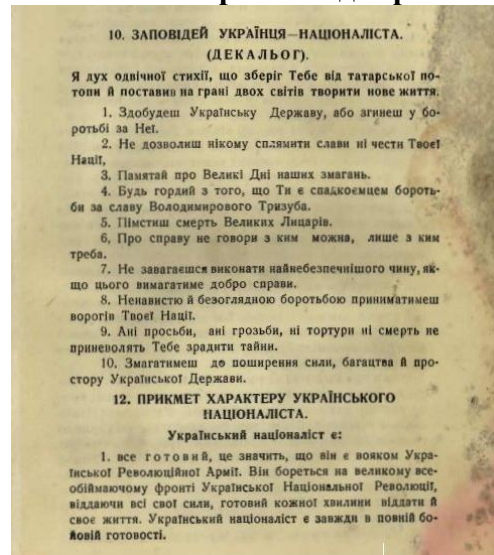 10. ЗАПОВІДЕЙ УКРАЇНЦЯ—НАЦІОНАЛІСТА.
(ДЕКАЛЬОГ).
Я дух одвічної стихії, що зберіг Тебе від татарської по-
топи й поставив на грані двох світів творити нове життя.
1. Здобудеш Українську Державу, або згинеш у бо-
ротьбі за Неї.
2. Не дозволиш нікому сплямити слави ні чести Твоєї
Нації,
3. Памятай про Великі Дні наших змагань.
4. Будь гордий з того, що Ти є спадкоємцем бороть-
би за славу Володимирового Тризуба.
5. Пімстиш смерть Великих Лицарів.
6, Про справу не говори з ким можна, лише з ким
треба.
7. Не завагаєшся виконати найнебезпечнішого чину, як-
що цього вимагатиме добро справи.
8. Ненавистю й безоглядною боротьбою прийматимеш
ворогів Твоєї Нації.
9. Ані просьби, ані грозьби, ні тортури ні смерть не
приневолять Тебе зрадити тайни.
10. Змагатимеш до поширення сили, багацтва й про-
стору Української Держави.
12. ПРИКМЕТ ХАРАКТЕРУ УКРАЇНСЬКОГО
НАЦІОНАЛІСТА.
Український націоналіст є:
1. все готовий, це значить, що він є вояком Укра-
їнської Революційної Армії. Він бореться на великому все-
обіймаючому фронті Української Національної Революції,
віддаючи всі свої сили, готовий кожної хвилини віддати й
своє життя. Український націоналіст є завжди в повній бо-
йовій готовості.